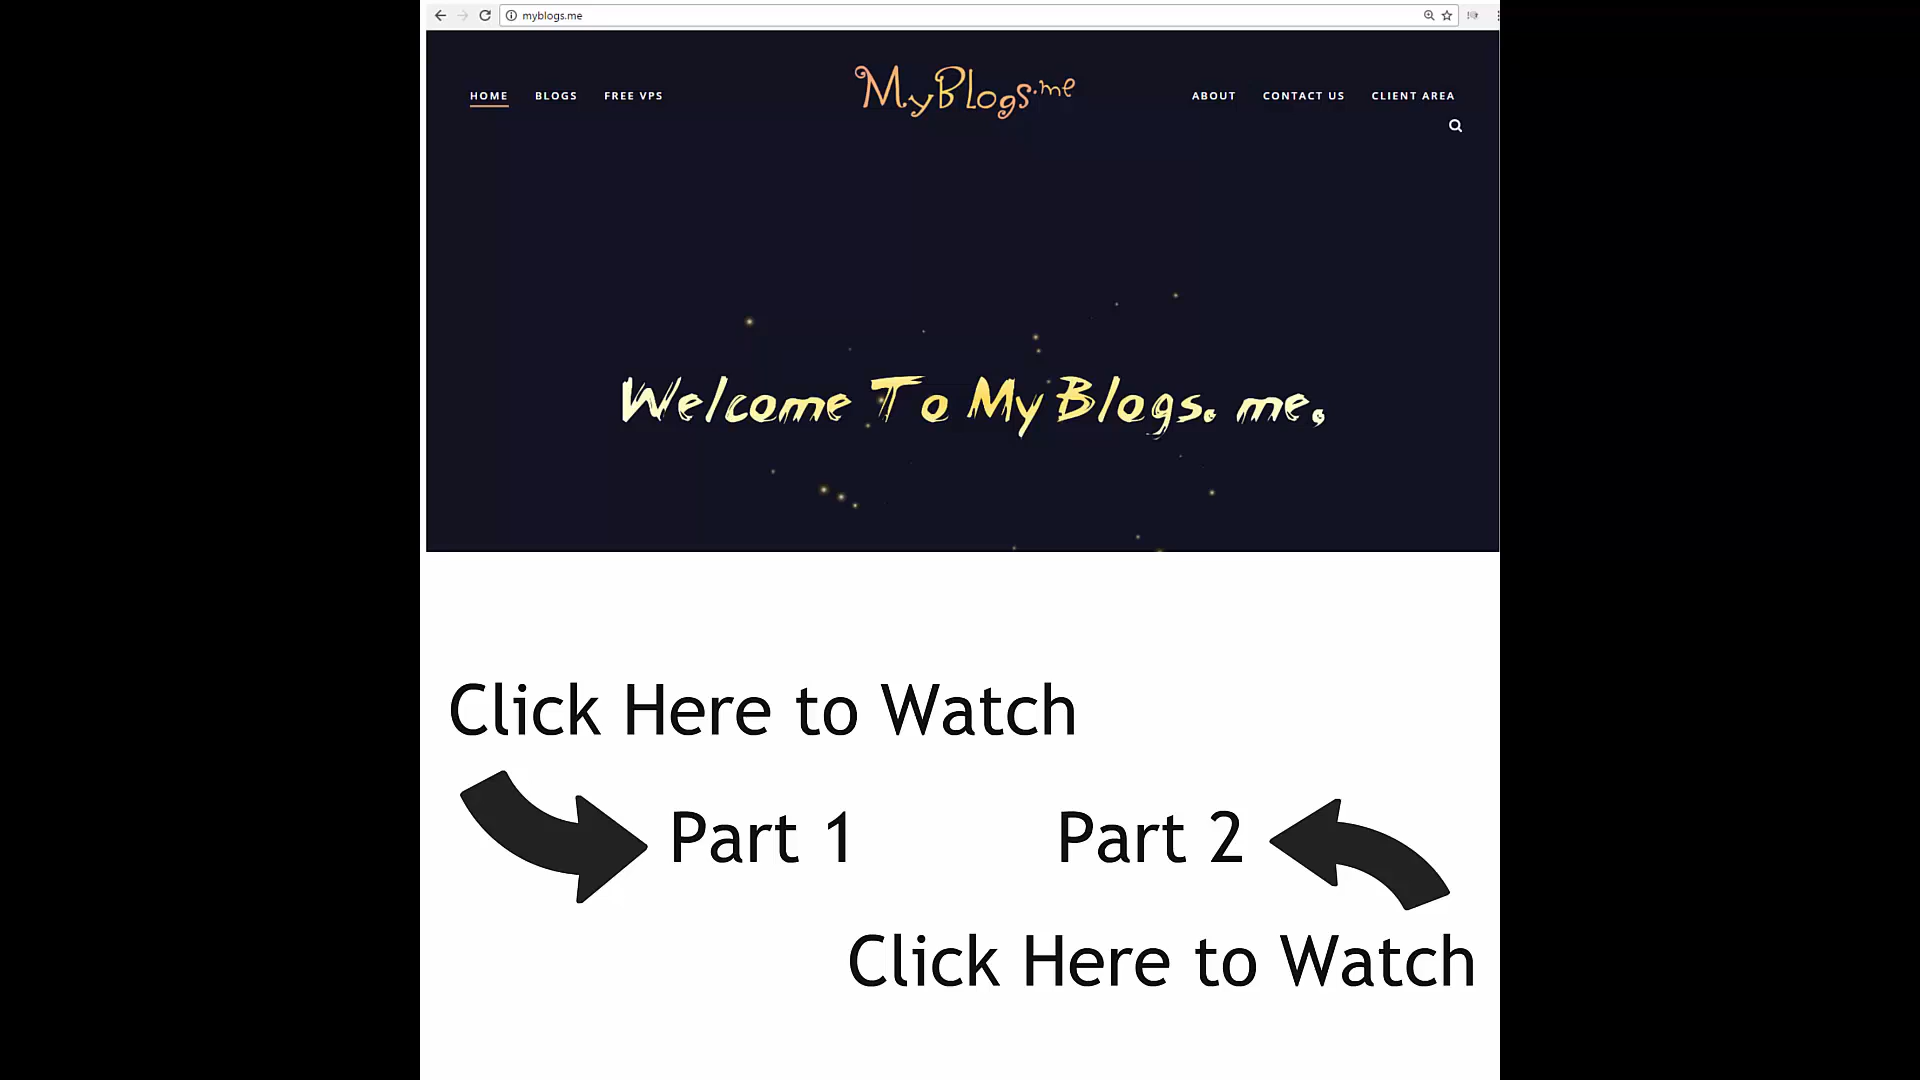 myblogs.me
HOME BLOGS FREE VPS MyBlogs.me ABOUT CONTACT US CLIENT AREA
Welcome To My Blogs. me,
Click Here to Watch
Part 1 Part 2
Click Here to Watch